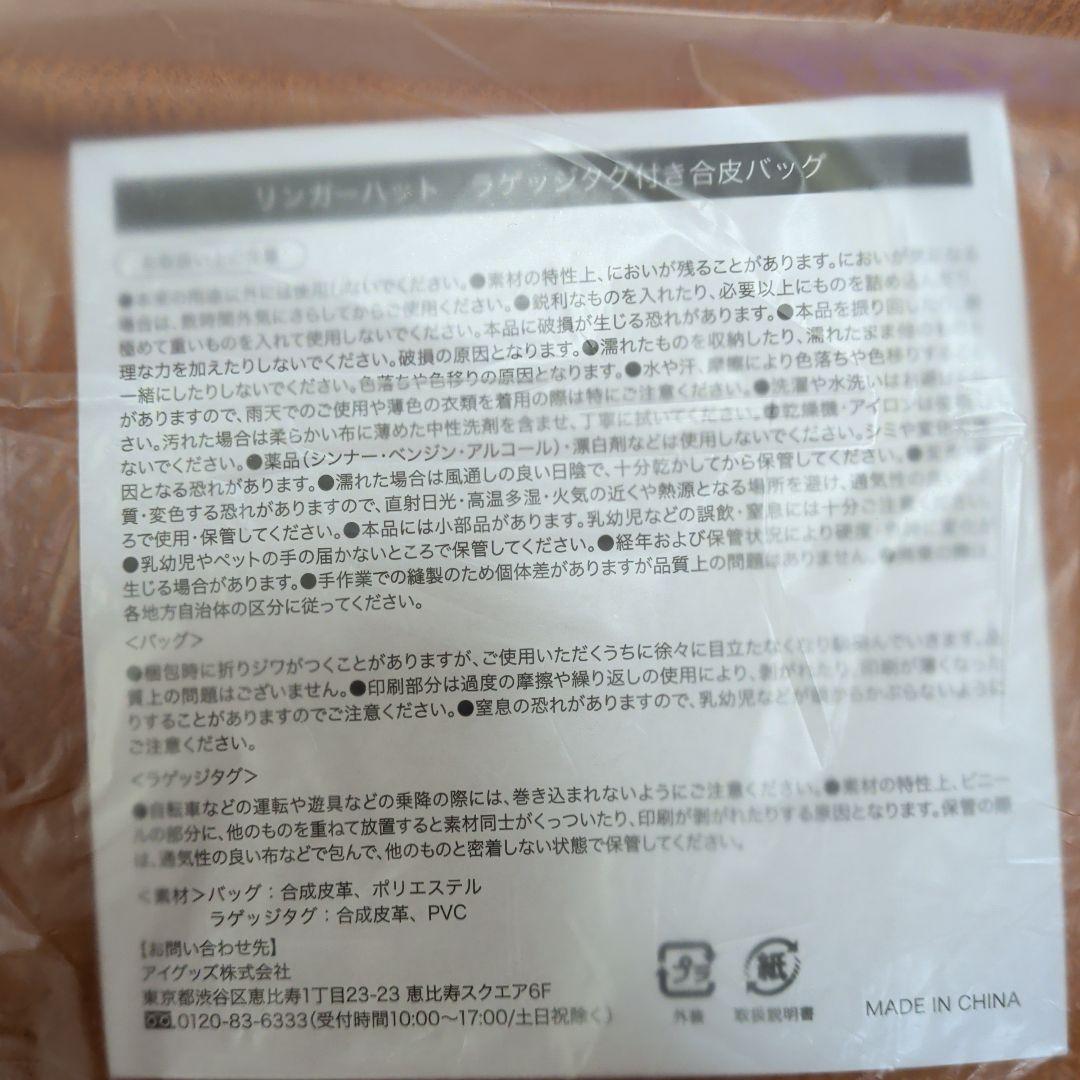 リンガーハット　ラゲッジタグ付き合皮バッグ
お取扱い上のご注意
●本来の用途以外には使用しないでください。●素材の特性上、においが残ることがあります。においが気になる
場合は、数時間外気にさらしてからご使用ください。●鋭利なものを入れたり、必要以上にものを詰め込んだり、
極めて重いものを入れて使用しないでください。本品に破損が生じる恐れがあります。●本品を振り回したり、
理な力を加えたりしないでください。破損の原因となります。●濡れたものを収納したり、濡れたまま
一緒にしたりしないでください。色落ちや色移りの原因となります。●水や汗、摩擦により色落ちや色移りする
がありますので、雨天でのご使用や薄色の衣類を着用の際は特にご注意ください。●洗濯や水洗いは
さい。汚れた場合は柔らかい布に薄めた中性洗剤を含ませ、丁寧に拭いてください。●乾燥機・アイロンは
ないでください。●薬品(シンナー・ベンジン・アルコール)・漂白剤などは使用しないでください。シミや変色
因となる恐れがあります。●濡れた場合は風通しの良い日陰で、十分乾かしてから保管してください。●
質・変色する恐れがありますので、直射日光・高温多湿・火気の近くや熱源となる場所を避け、通気性の
ろで使用・保管してください。●本品には小部品があります。乳幼児などの誤飲・窒息には十分ご注意
●乳幼児やペットの手の届かないところで保管してください。●経年および保管状況により硬度
生じる場合があります。●手作業での縫製のため個体差がありますが品質上の問題はありません。
各地方自治体の区分に従ってください。
＜バッグ＞
●梱包時に折りジワがつくことがありますが、ご使用いただくうちに徐々に目立たなくなり馴染んでいきます。品
質上の問題はございません。●印刷部分は過度の摩擦や繰り返しの使用により、剥がれたり、印刷が薄くなった
りすることがありますのでご注意ください。●窒息の恐れがありますので、乳幼児などが頭からかぶらないように
ご注意ください。
＜ラゲッジタグ＞
●自転車などの運転や遊具などの乗降の際には、巻き込まれないようにご注意ください。●素材の特性上、ビニー
ルの部分に、他のものを重ねて放置すると素材同士がくっついたり、印刷が剥がれたりする原因となります。保管の際
は、通気性の良い布などで包んで、他のものと密着しない状態で保管してください。
＜素材＞バッグ：合成皮革、ポリエステル
ラゲッジタグ：合成皮革、PVC
【お問い合わせ先】
アイグッズ株式会社
東京都渋谷区恵比寿1丁目23-23 恵比寿スクエア6F
0120-83-6333(受付時間10:00～17:00/土日祝除く)
プラ
外装
紙
取扱説明書
MADE IN CHINA